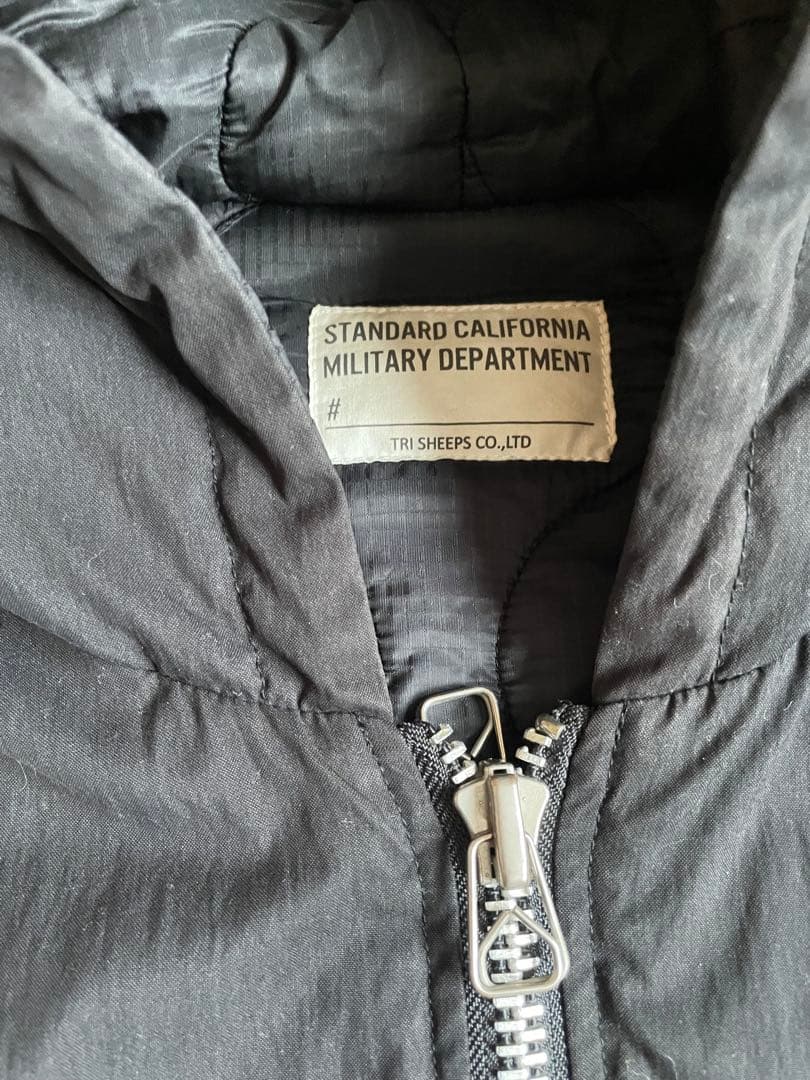 STANDARD CALIFORNIA
MILITARY DEPARTMENT
#
TRI SHEEPS CO.,LTD